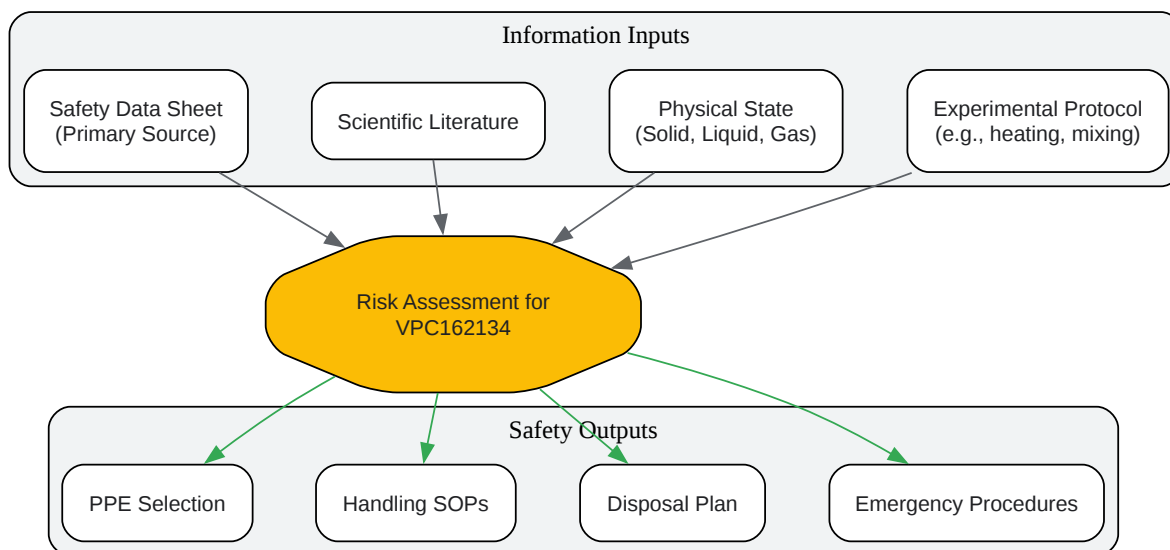 Information Inputs
Safety Data Sheet
(Primary Source)
Scientific Literature
Physical State
(Solid, Liquid, Gas)
Experimental Protocol
(e.g., heating, mixing)
Risk Assessment for
VPC162134
Safety Outputs
PPE Selection
Handling SOPs
Disposal Plan
Emergency Procedures